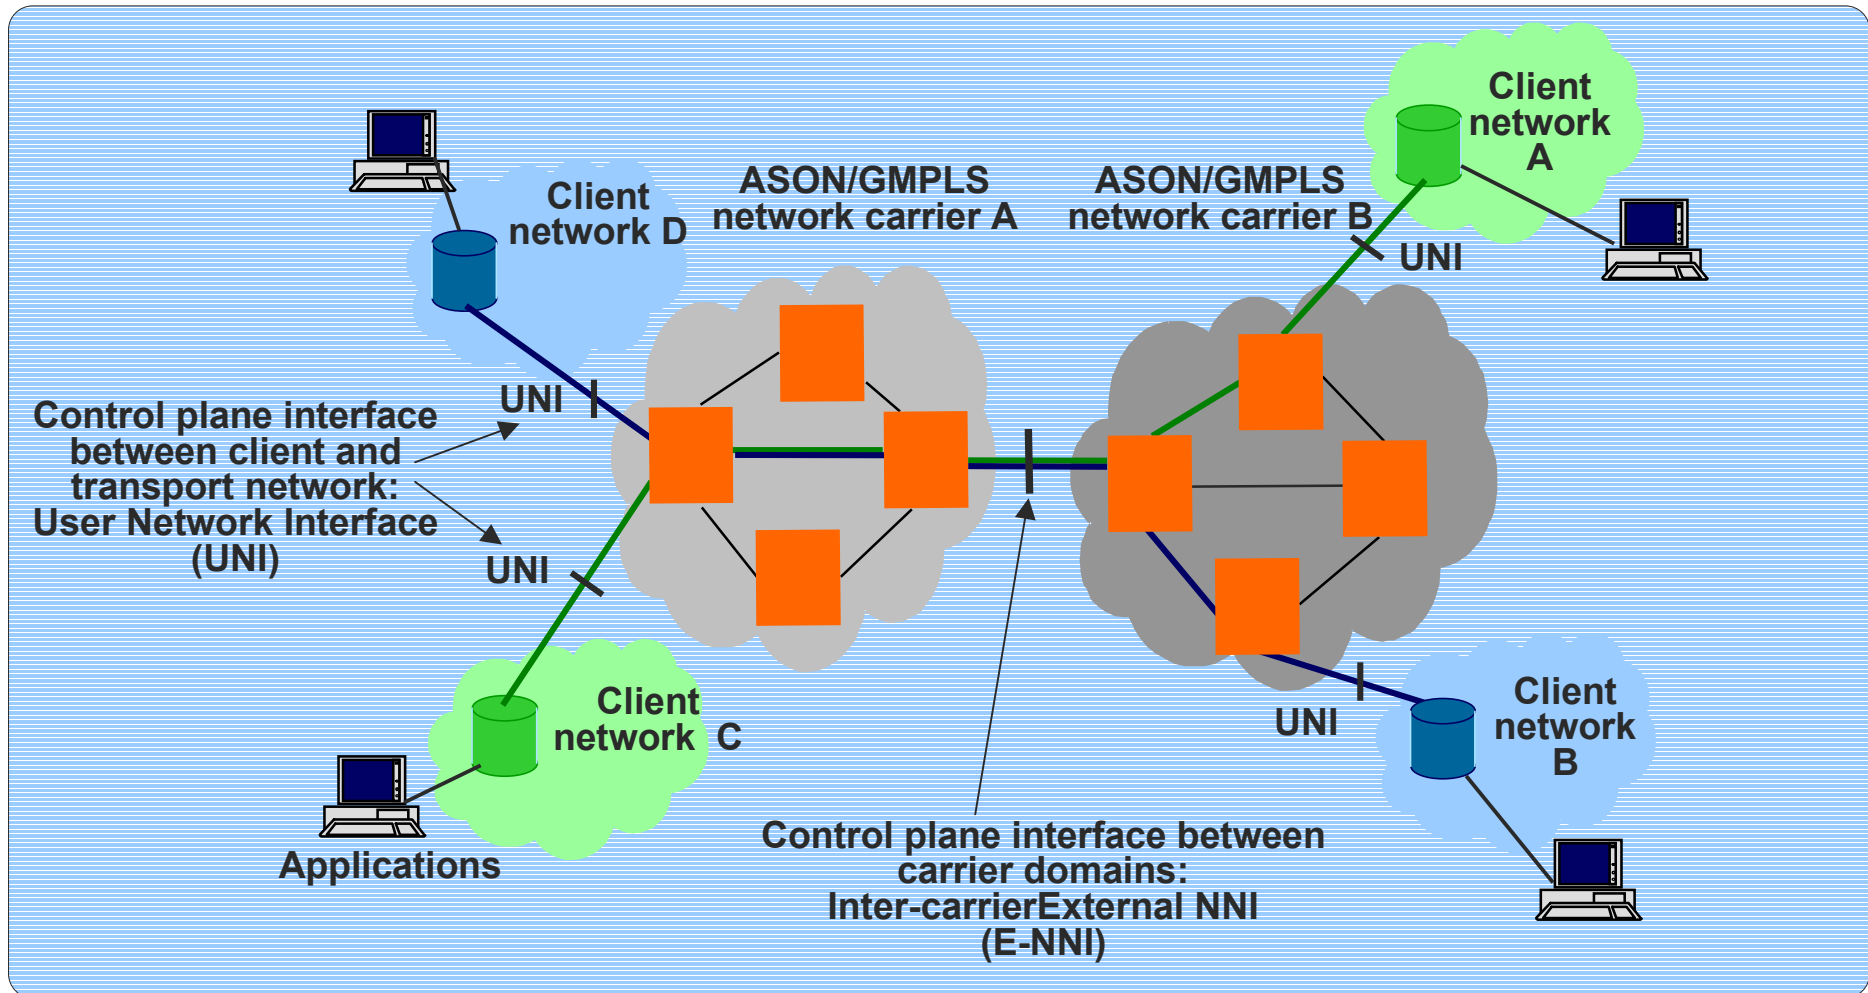 Client
network
A
ASON/GMPLS
network carrier A
ASON/GMPLS
network carrier B
Client
network D
UNI
UNI
Control plane interface
between client and
transport network:
User Network Interface
(UNI)
UNI
Client
network C
Client
network
B
UNI
Applications
Control plane interface between
carrier domains:
Inter-carrierExternal NNI
(E-NNI)